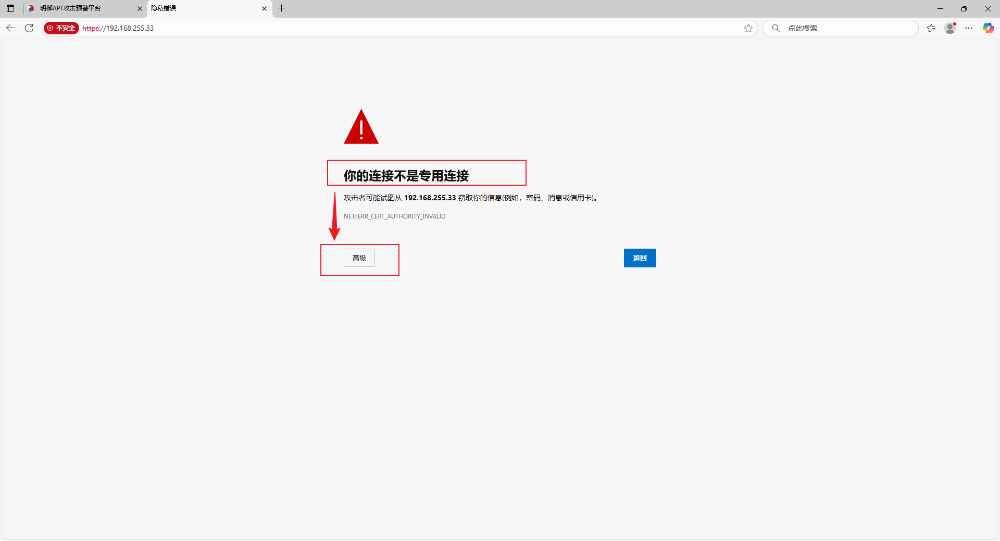 明御APT攻击预警平台
隐私错误
不安全 https://192.168.255.33
点此搜索
你的连接不是专用连接
攻击者可能试图从 192.168.255.33 窃取你的信息(例如，密码、消息或信用卡)。
NET::ERR_CERT_AUTHORITY_INVALID
高级
返回